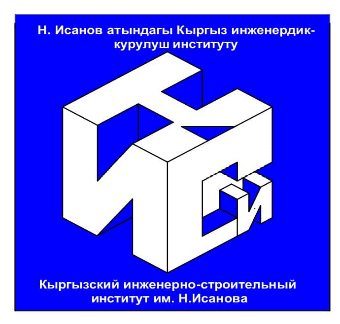 Н. Исанов атындагы Кыргыз инженердик-
курулуш институту
И С И
Кыргызский инженерно-строительный
институт им. Н.Исанова